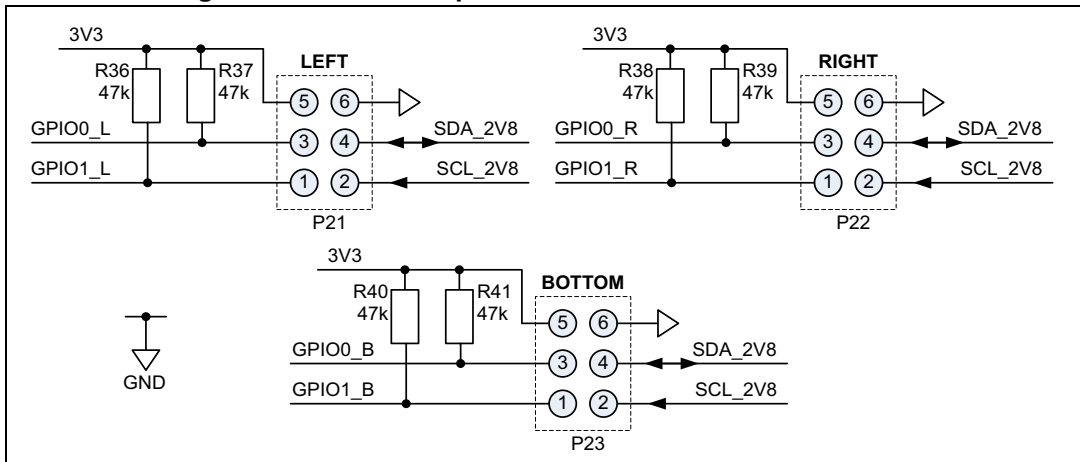 3V3
LEFT
R36
47k
R37
47k
5 6
GPIO0_L
3 4
SDA_2V8
GPIO1_L
1 2
SCL_2V8
P21
3V3
RIGHT
R38
47k
R39
47k
5 6
GPIO0_R
3 4
SDA_2V8
GPIO1_R
1 2
SCL_2V8
P22
3V3
BOTTOM
R40
47k
R41
47k
5 6
GPIO0_B
3 4
SDA_2V8
GPIO1_B
1 2
SCL_2V8
P23
GND